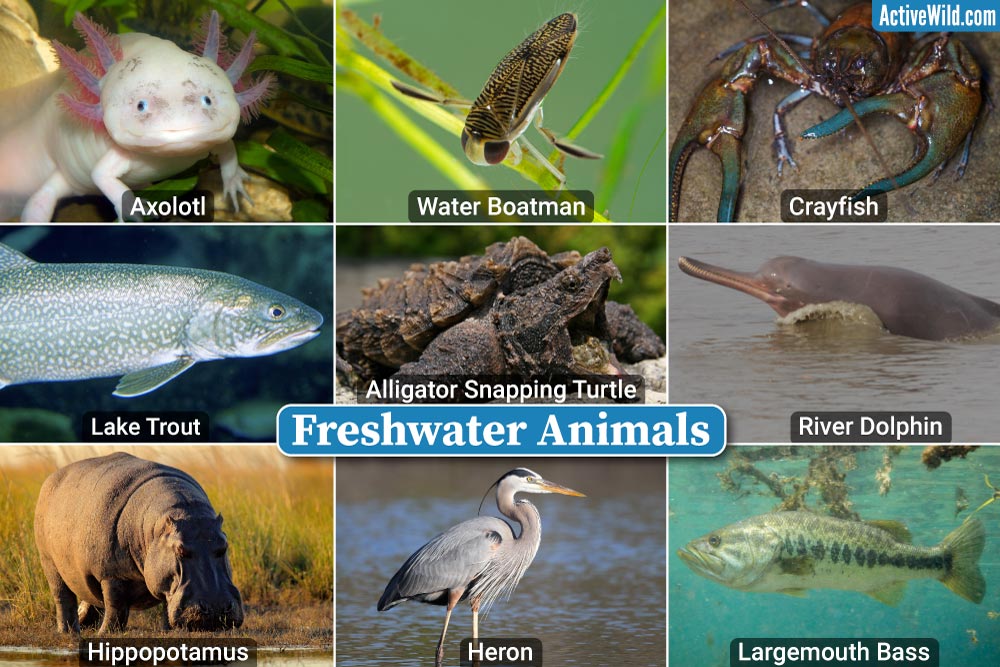 ActiveWild.com
Axolotl
Water Boatman
Crayfish
Lake Trout
Alligator Snapping Turtle
River Dolphin
Freshwater Animals
Hippopotamus
Heron
Largemouth Bass